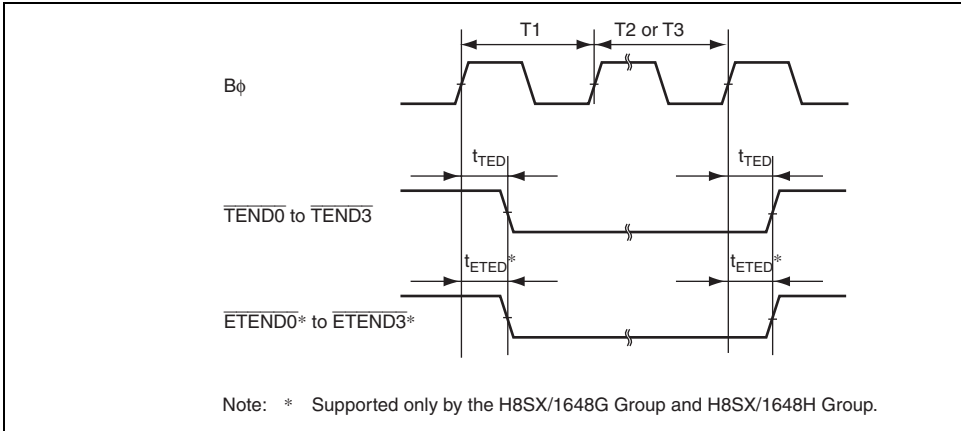 T1 T2 or T3
Bϕ
tTED tTED
TEND0 to TEND3
tETED* tETED*
ETEND0* to ETEND3*
Note: * Supported only by the H8SX/1648G Group and H8SX/1648H Group.